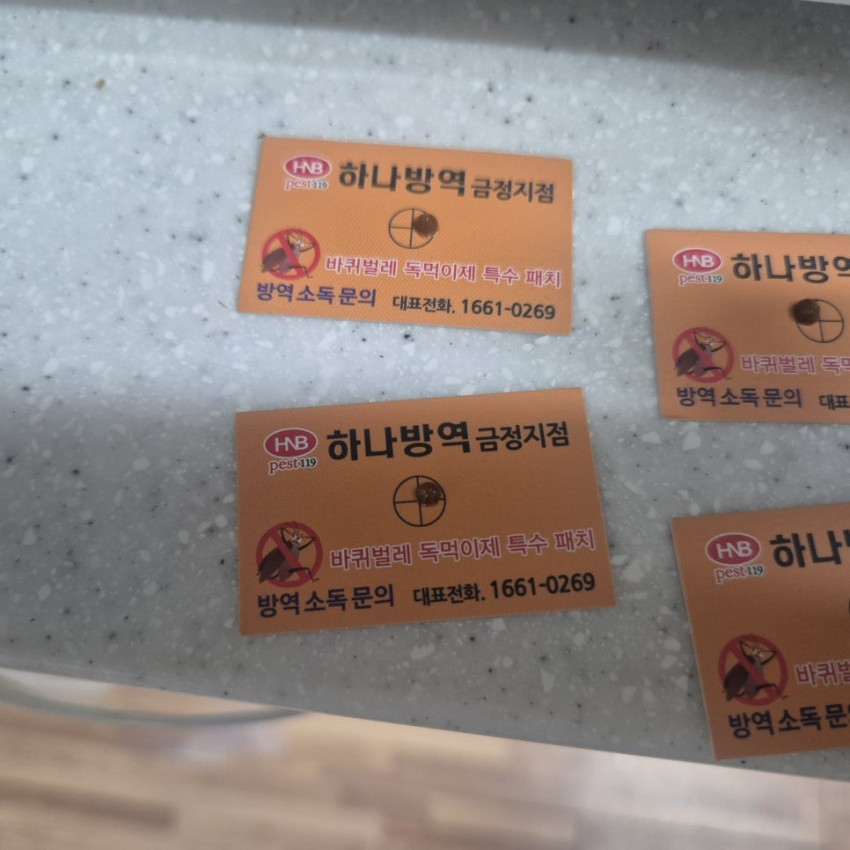 HNB
pest119
하나방역 금정지점
바퀴벌레 독먹이제 특수 패치
방역 소독 문의 대표전화. 1661-0269
HNB
pest119
하나방역
바퀴벌레
방역 소독 문의
HNB
pest119
하나방역 금정지점
바퀴벌레 독먹이제 특수 패치
방역 소독 문의 대표전화. 1661-0269
HNB
pest119
방역 소독